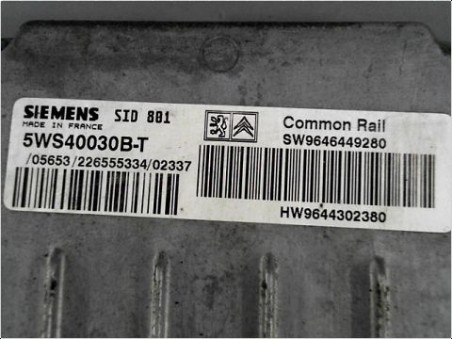 SIEMENS SID 801
MADE IN FRANCE
5WS40030B-T
/05653/226555334/02337
Common Rail
SW9646449280
HW9644302380